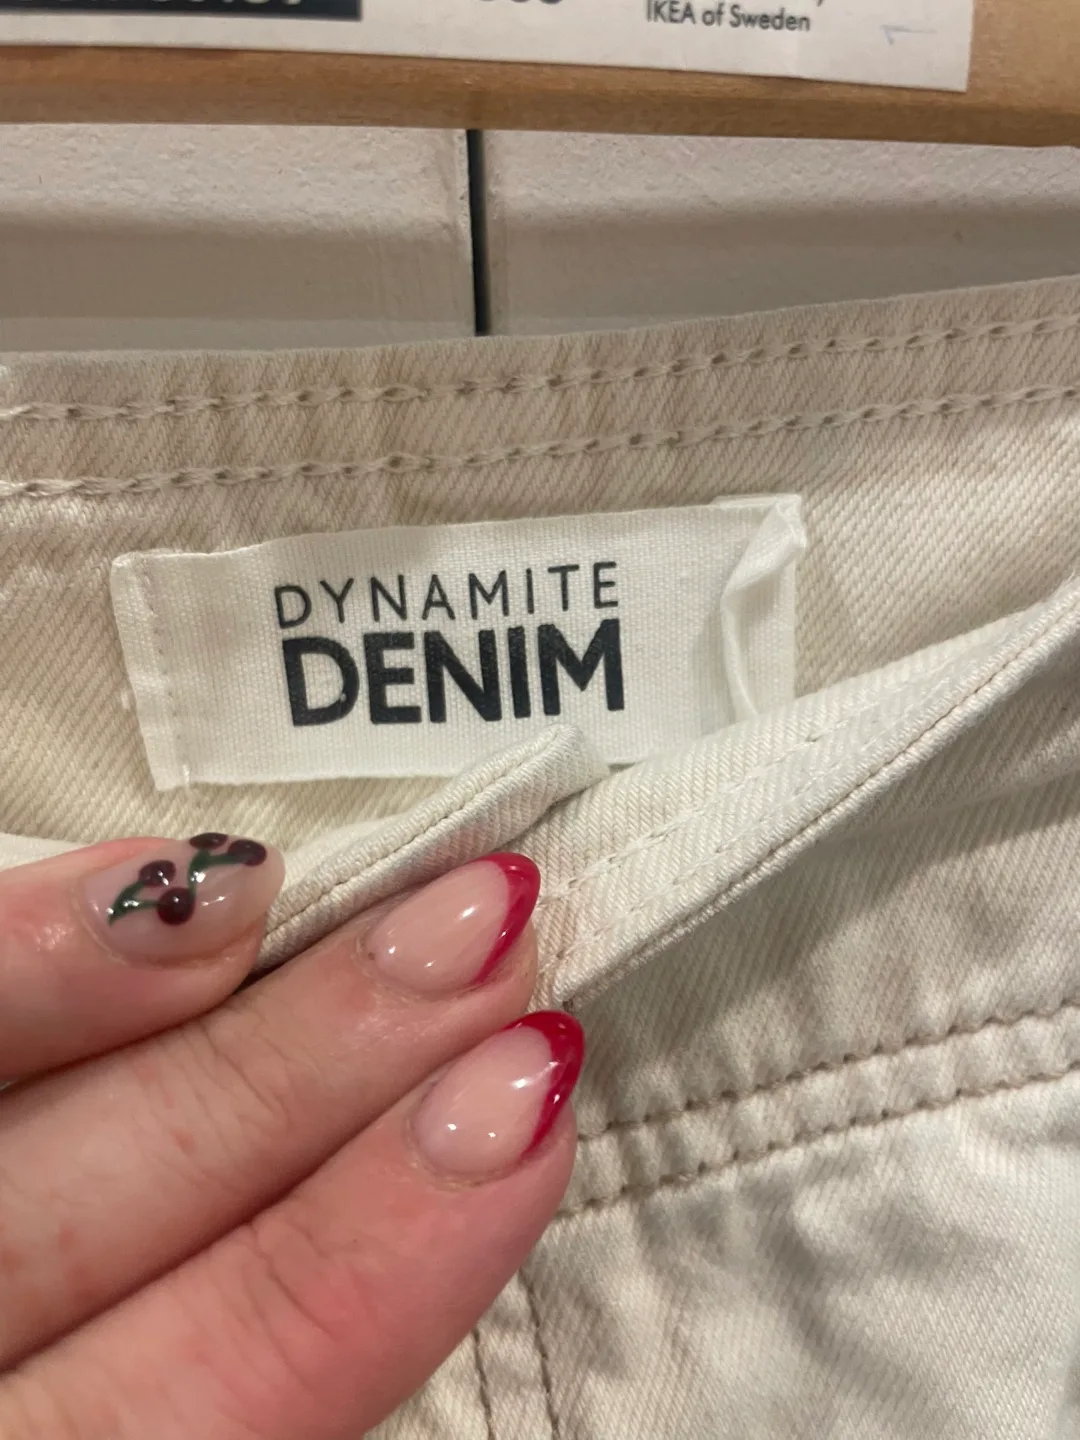 IKEA of Sweden
DYNAMITE
DENIM